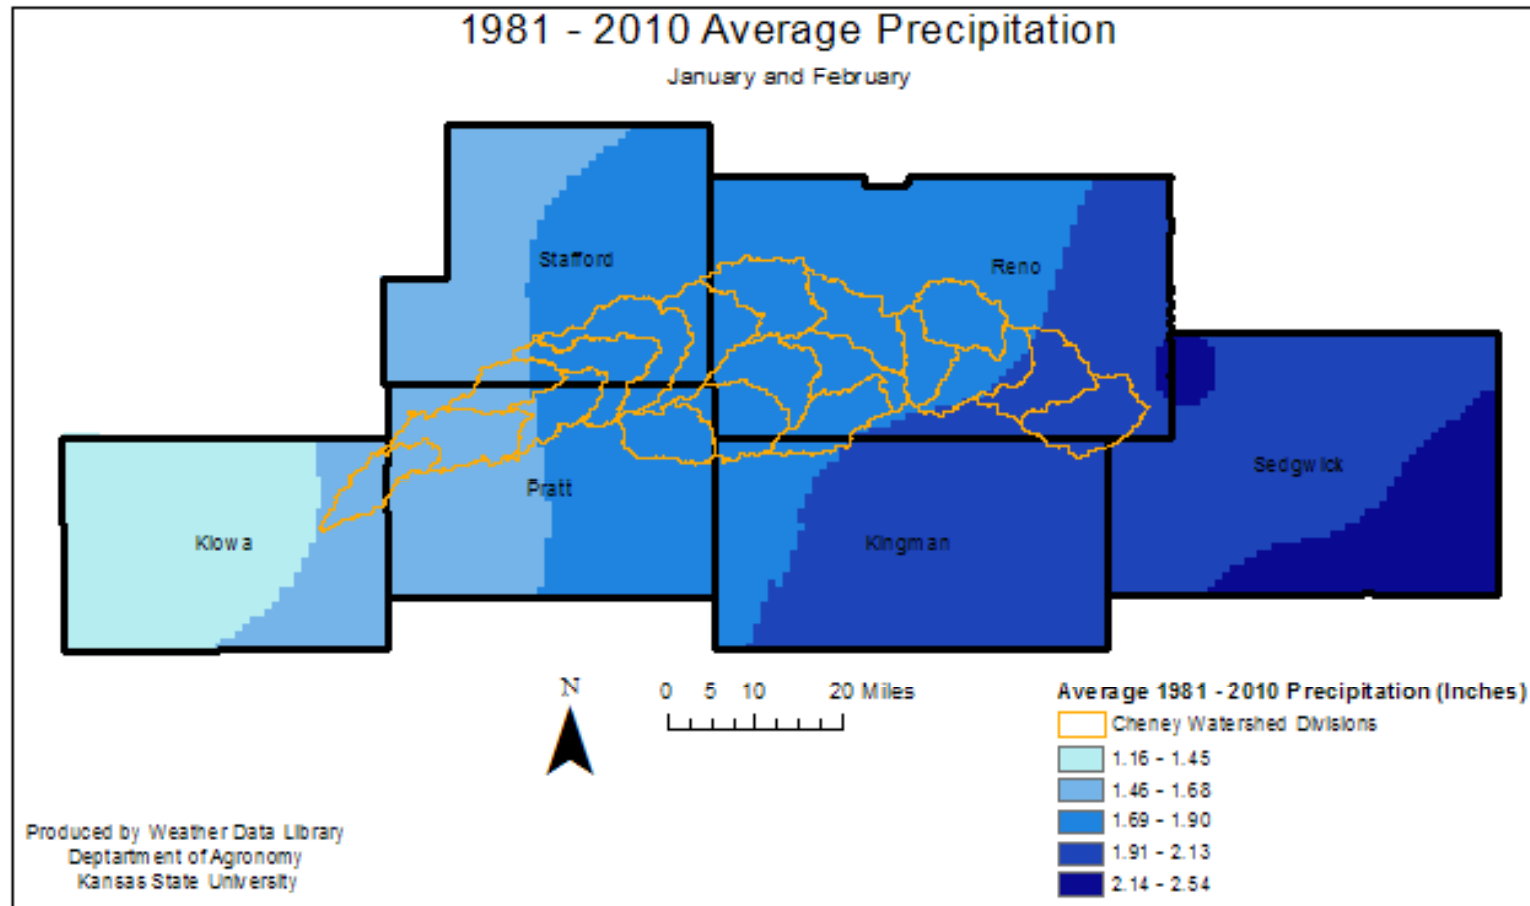 1981 - 2010 Average Precipitation
January and February
Stafford
Reno
Sedgwick
Pratt
Kiowa
Kingman
N
0 5 10 20 Miles
Average 1981 - 2010 Precipitation (Inches)
Cheney Watershed Divisions
1.16 - 1.45
1.46 - 1.68
1.69 - 1.90
1.91 - 2.13
2.14 - 2.54
Produced by Weather Data Library
Deptartment of Agronomy
Kansas State University